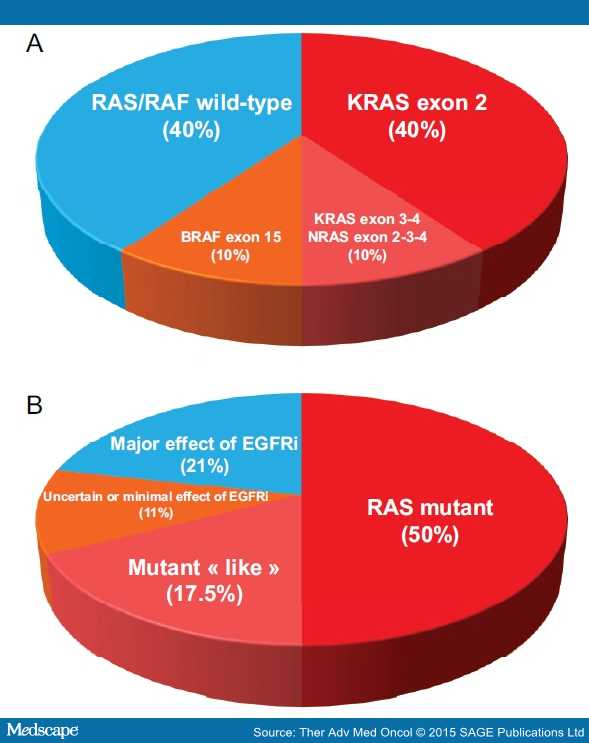 A
RAS/RAF wild-type
(40%)
KRAS exon 2
(40%)
BRAF exon 15
(10%)
KRAS exon 3-4
NRAS exon 2-3-4
(10%)
B
Major effect of EGFRi
(21%)
Uncertain or minimal effect of EGFRi
(11%)
Mutant « like »
(17.5%)
RAS mutant
(50%)
Medscape
Source: Ther Adv Med Oncol © 2015 SAGE Publications Ltd